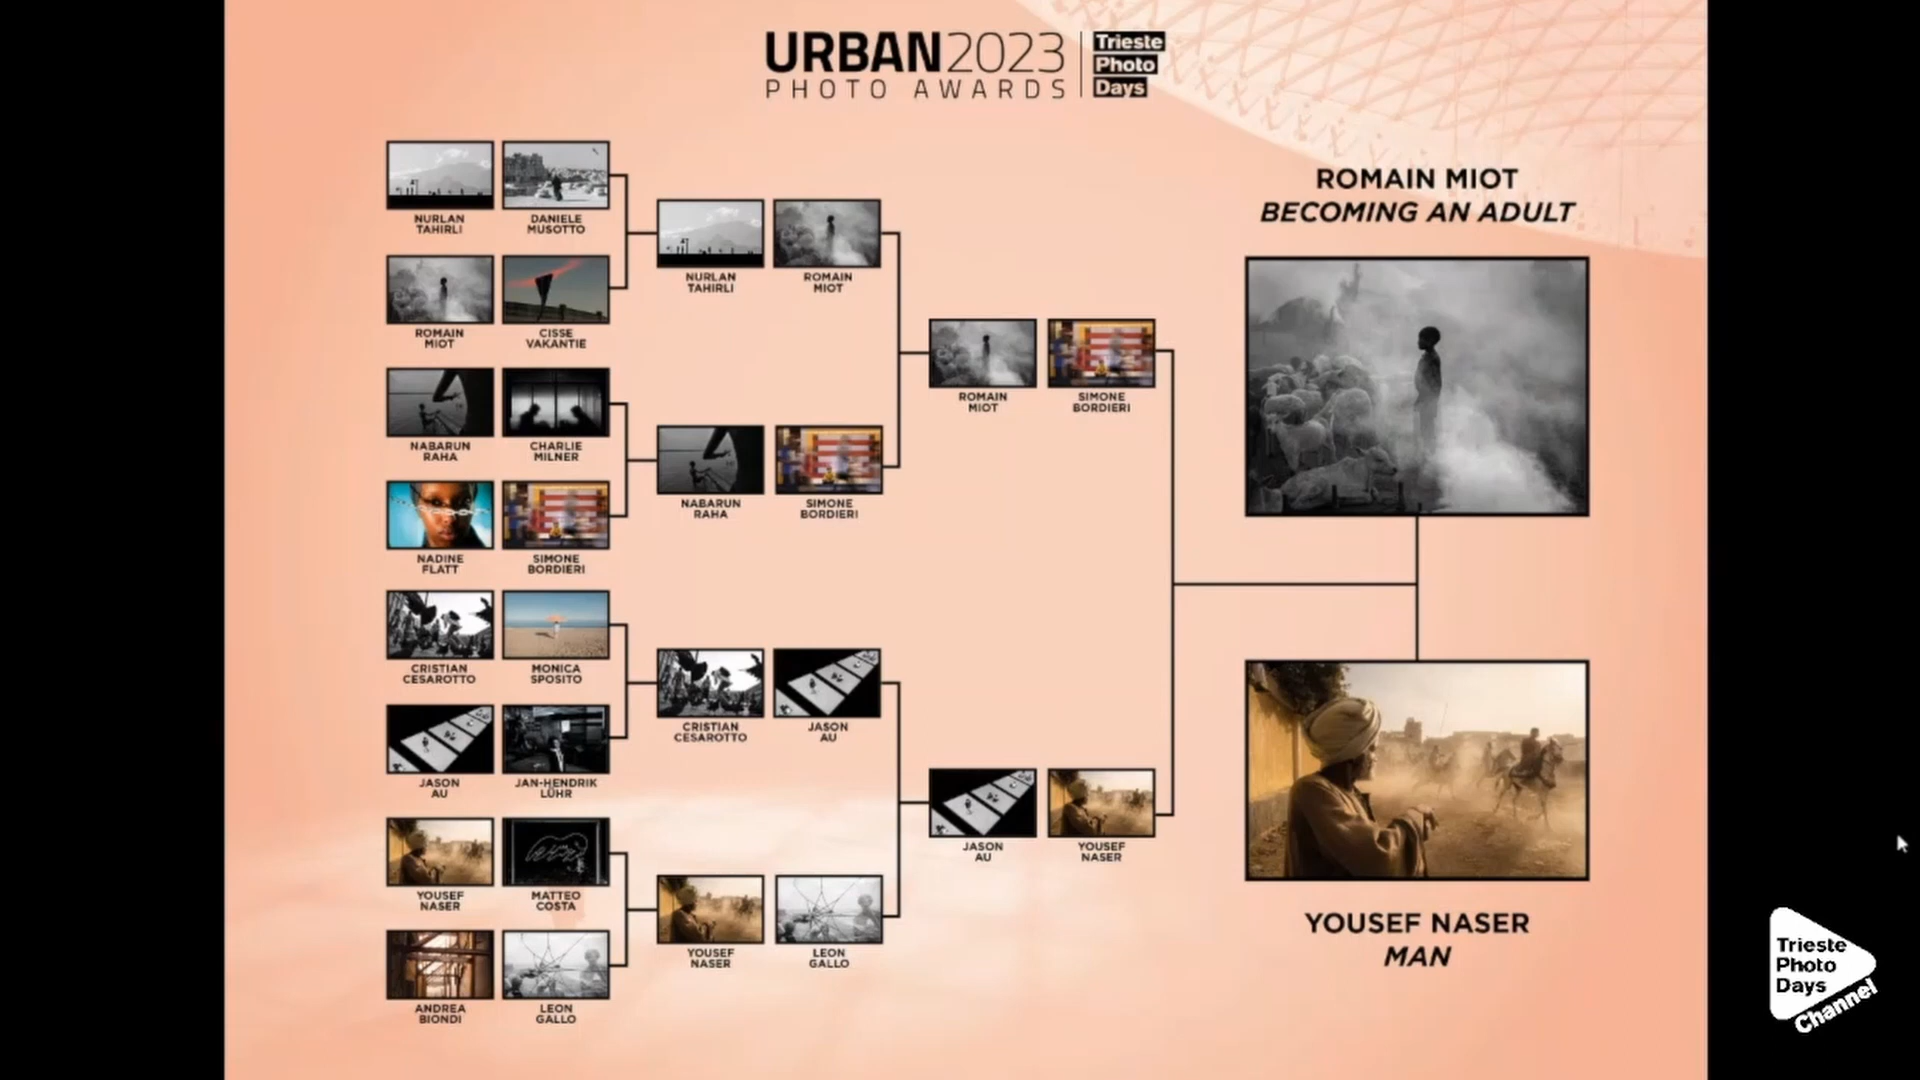 URBAN2023
PHOTO AWARDS
Trieste
Photo
Days
NURLAN
TAHIRLI
DANIELE
MUSOTTO
ROMAIN
MIOT
CISSE
VAKANTIE
NABARUN
RAHA
CHARLIE
MILNER
NADINE
FLATT
SIMONE
BORDIERI
CRISTIAN
CESAROTTO
MONICA
SPOSITO
JASON
AU
JAN-HENDRIK
LÜHR
YOUSEF
NASER
MATTEO
COSTA
ANDREA
BIONDI
LEON
GALLO
NURLAN
TAHIRLI
ROMAIN
MIOT
NABARUN
RAHA
SIMONE
BORDIERI
CRISTIAN
CESAROTTO
JASON
AU
YOUSEF
NASER
LEON
GALLO
ROMAIN
MIOT
SIMONE
BORDIERI
JASON
AU
YOUSEF
NASER
ROMAIN MIOT
BECOMING AN ADULT
YOUSEF NASER
MAN
Trieste
Photo
Days
Channel